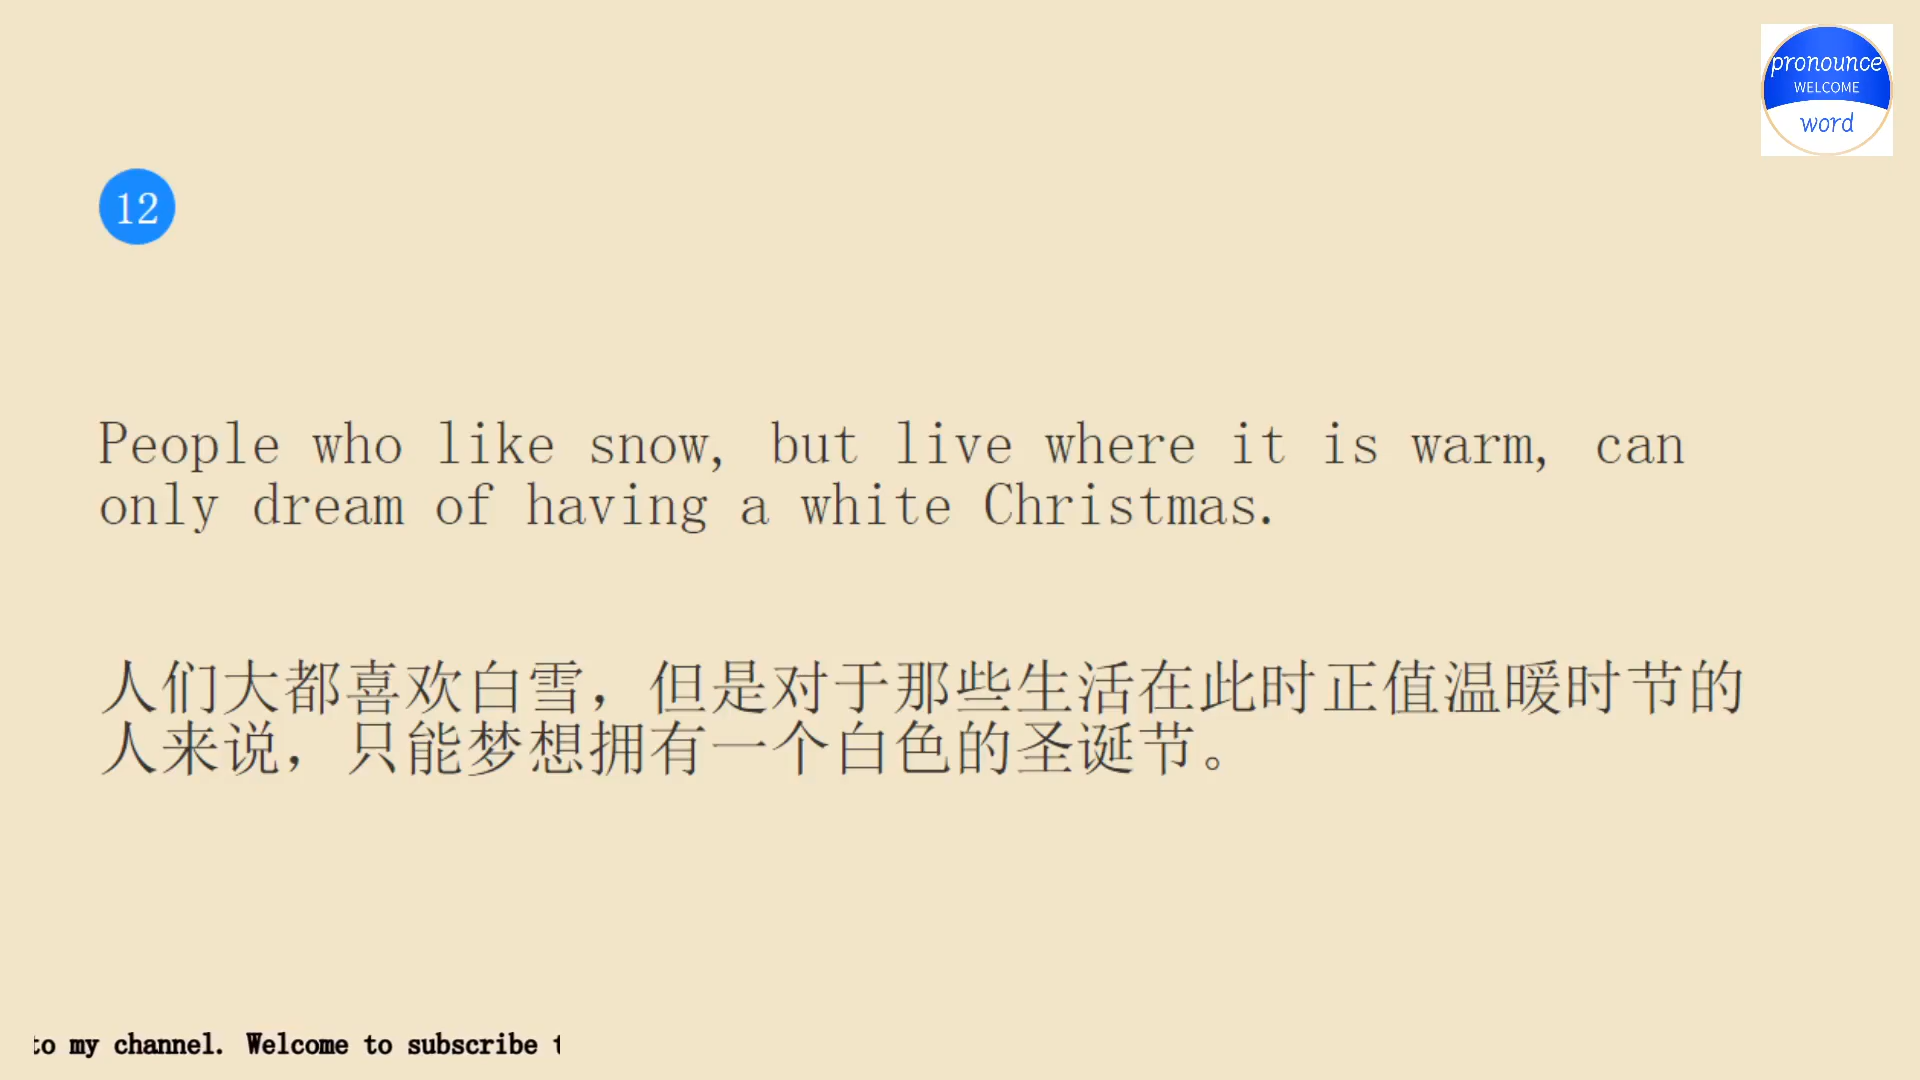 pronounce
WELCOME
word
12
People who like snow, but live where it is warm, can
only dream of having a white Christmas.
人们大都喜欢白雪，但是对于那些生活在此时正值温暖时节的
人来说，只能梦想拥有一个白色的圣诞节。
to my channel. Welcome to subscribe t